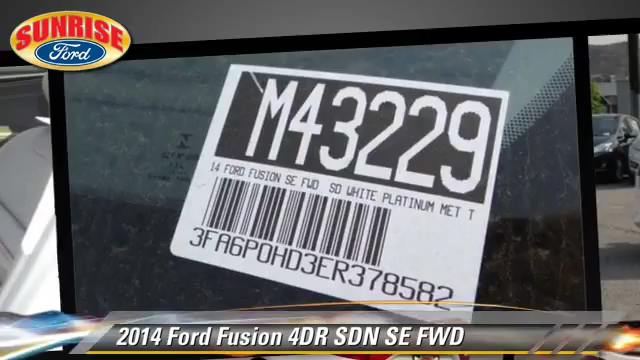 SUNRISE
Ford
M43229
14 FORD FUSION SE FWD SD WHITE PLATINUM MET T
3FA6P0HD3ER378582
2014 Ford Fusion 4DR SDN SE FWD